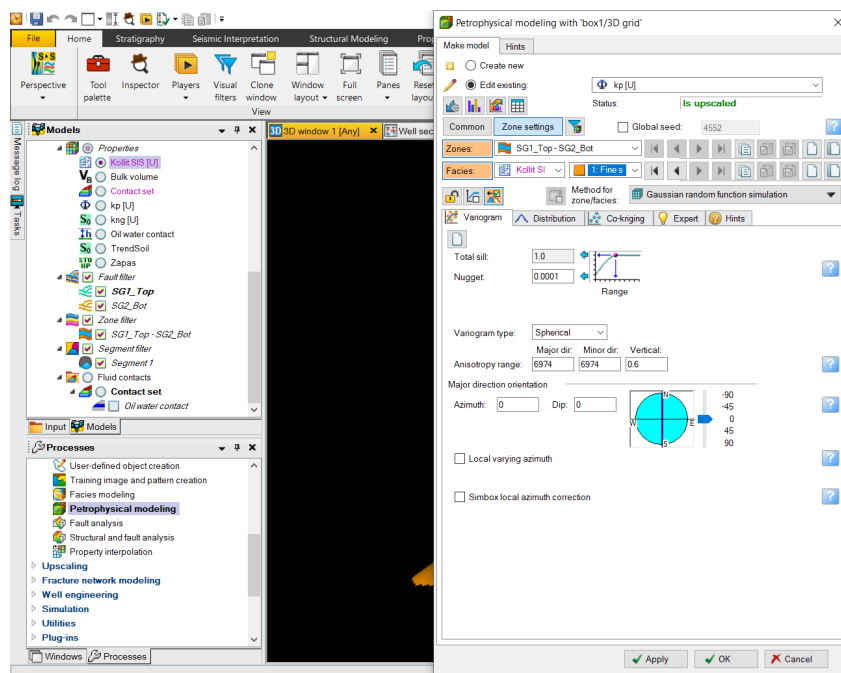 File Home Stratigraphy Seismic Interpretation Structural Modeling Prop
Perspective Tool palette Inspector Players Visual filters Clone window Window layout Full screen Panes Reset layou
View
Message log
Tasks
Models
Properties
Kollit SIS [U]
Bulk volume
Contact set
kp [U]
kng [U]
Oil water contact
TrendSoil
Zapas
Fault filter
SG1_Top
SG2_Bot
Zone filter
SG1_Top - SG2_Bot
Segment filter
Segment 1
Fluid contacts
Contact set
Oil water contact
Input Models
Processes
User-defined object creation
Training image and pattern creation
Facies modeling
Petrophysical modeling
Fault analysis
Structural and fault analysis
Property interpolation
Upscaling
Fracture network modeling
Well engineering
Simulation
Utilities
Plug-ins
Windows Processes
3D 3D window 1 [Any] Well sec
Petrophysical modeling with 'box1/3D grid'
Make model Hints
Create new
Edit existing: Φ kp [U]
Status: Is upscaled
Common Zone settings Global seed: 4552
Zones: SG1_Top - SG2_Bot
Facies: Kollit SI 1: Fine s
Method for zone/facies: Gaussian random function simulation
Variogram Distribution Co-kriging Expert Hints
Total sill: 1.0
Nugget: 0.0001
Range
Variogram type: Spherical
Major dir: Minor dir: Vertical:
Anisotropy range: 6974 6974 0.6
Major direction orientation
Azimuth: 0 Dip: 0
N
W E
S
-90
-45
0
45
90
Local varying azimuth
Simbox local azimuth correction
Apply OK Cancel